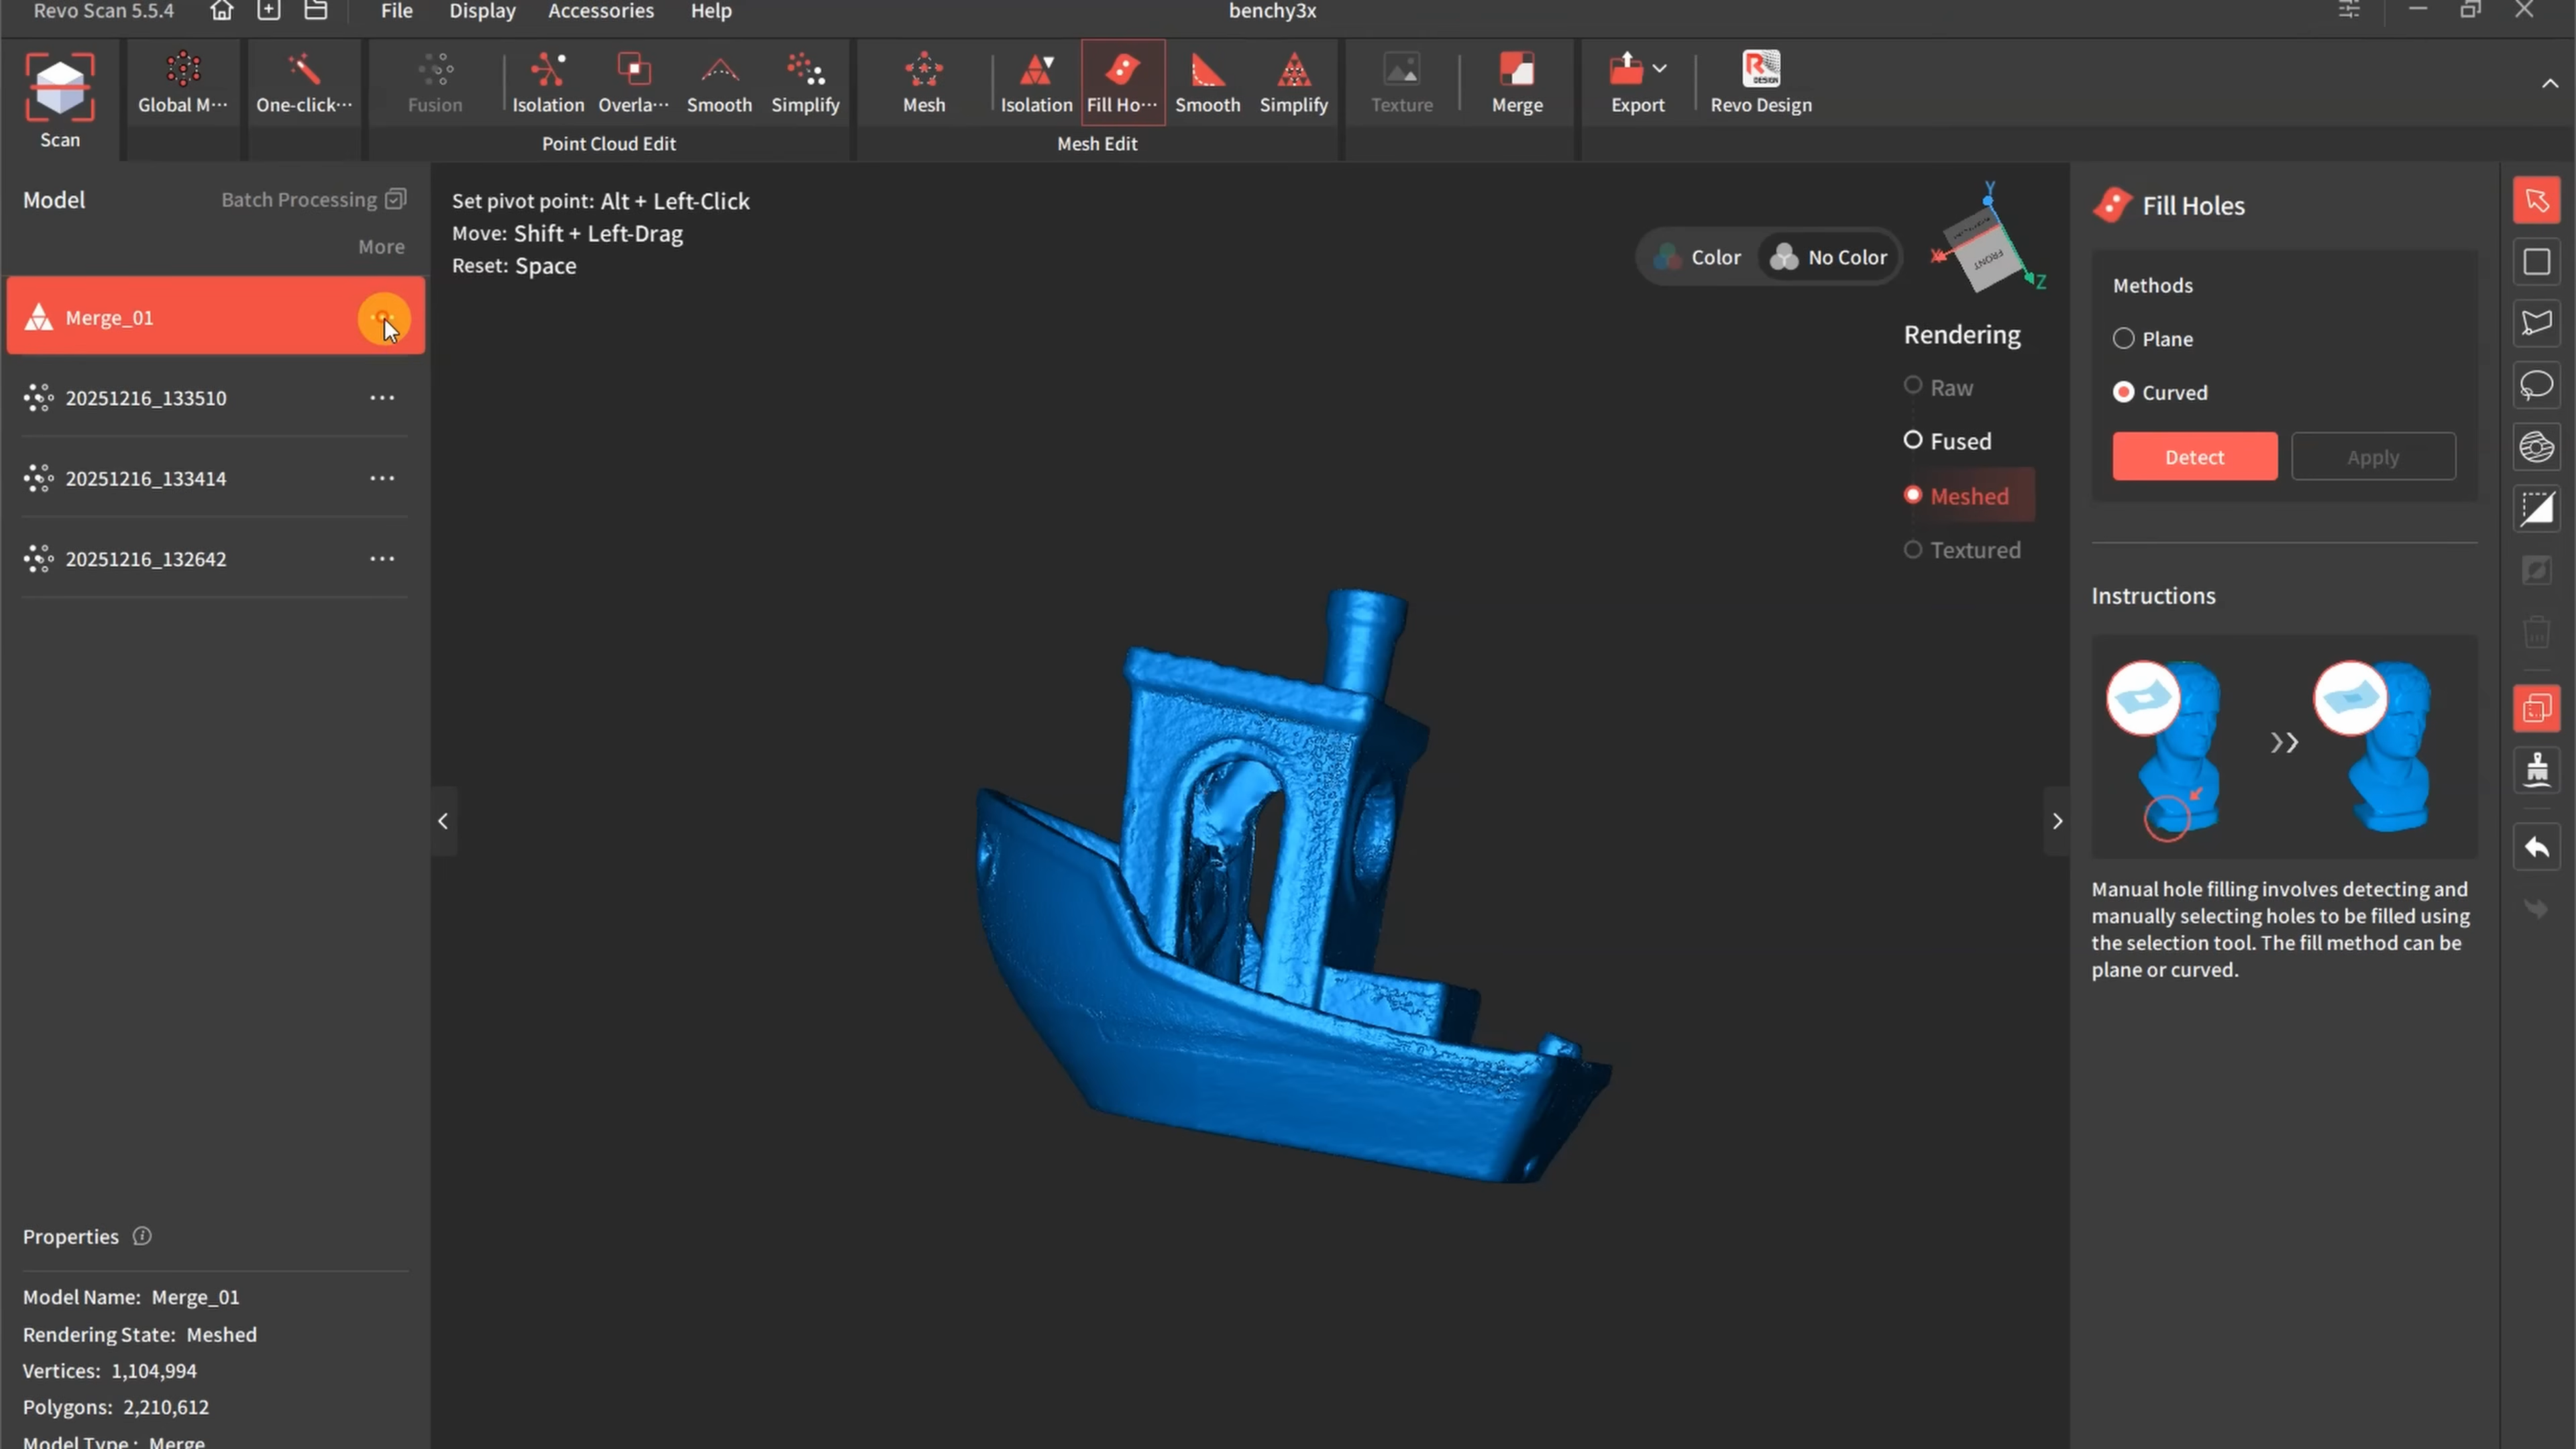 Revo Scan 5.5.4
File
Display
Accessories
Help
benchy3x
Scan
Global M···
One-click···
Fusion
Isolation
Overla···
Smooth
Simplify
Point Cloud Edit
Mesh
Isolation
Fill Ho···
Smooth
Simplify
Mesh Edit
Texture
Merge
Export
R DESIGN
Revo Design
Model
Batch Processing
More
Merge_01
20251216_133510
20251216_133414
20251216_132642
Properties
Model Name: Merge_01
Rendering State: Meshed
Vertices: 1,104,994
Polygons: 2,210,612
Model Type : Merge
Set pivot point: Alt + Left-Click
Move: Shift + Left-Drag
Reset: Space
Color
No Color
Y
X
Z
FRONT
Rendering
Raw
Fused
Meshed
Textured
Fill Holes
Methods
Plane
Curved
Detect
Apply
Instructions
Manual hole filling involves detecting and
manually selecting holes to be filled using
the selection tool. The fill method can be
plane or curved.